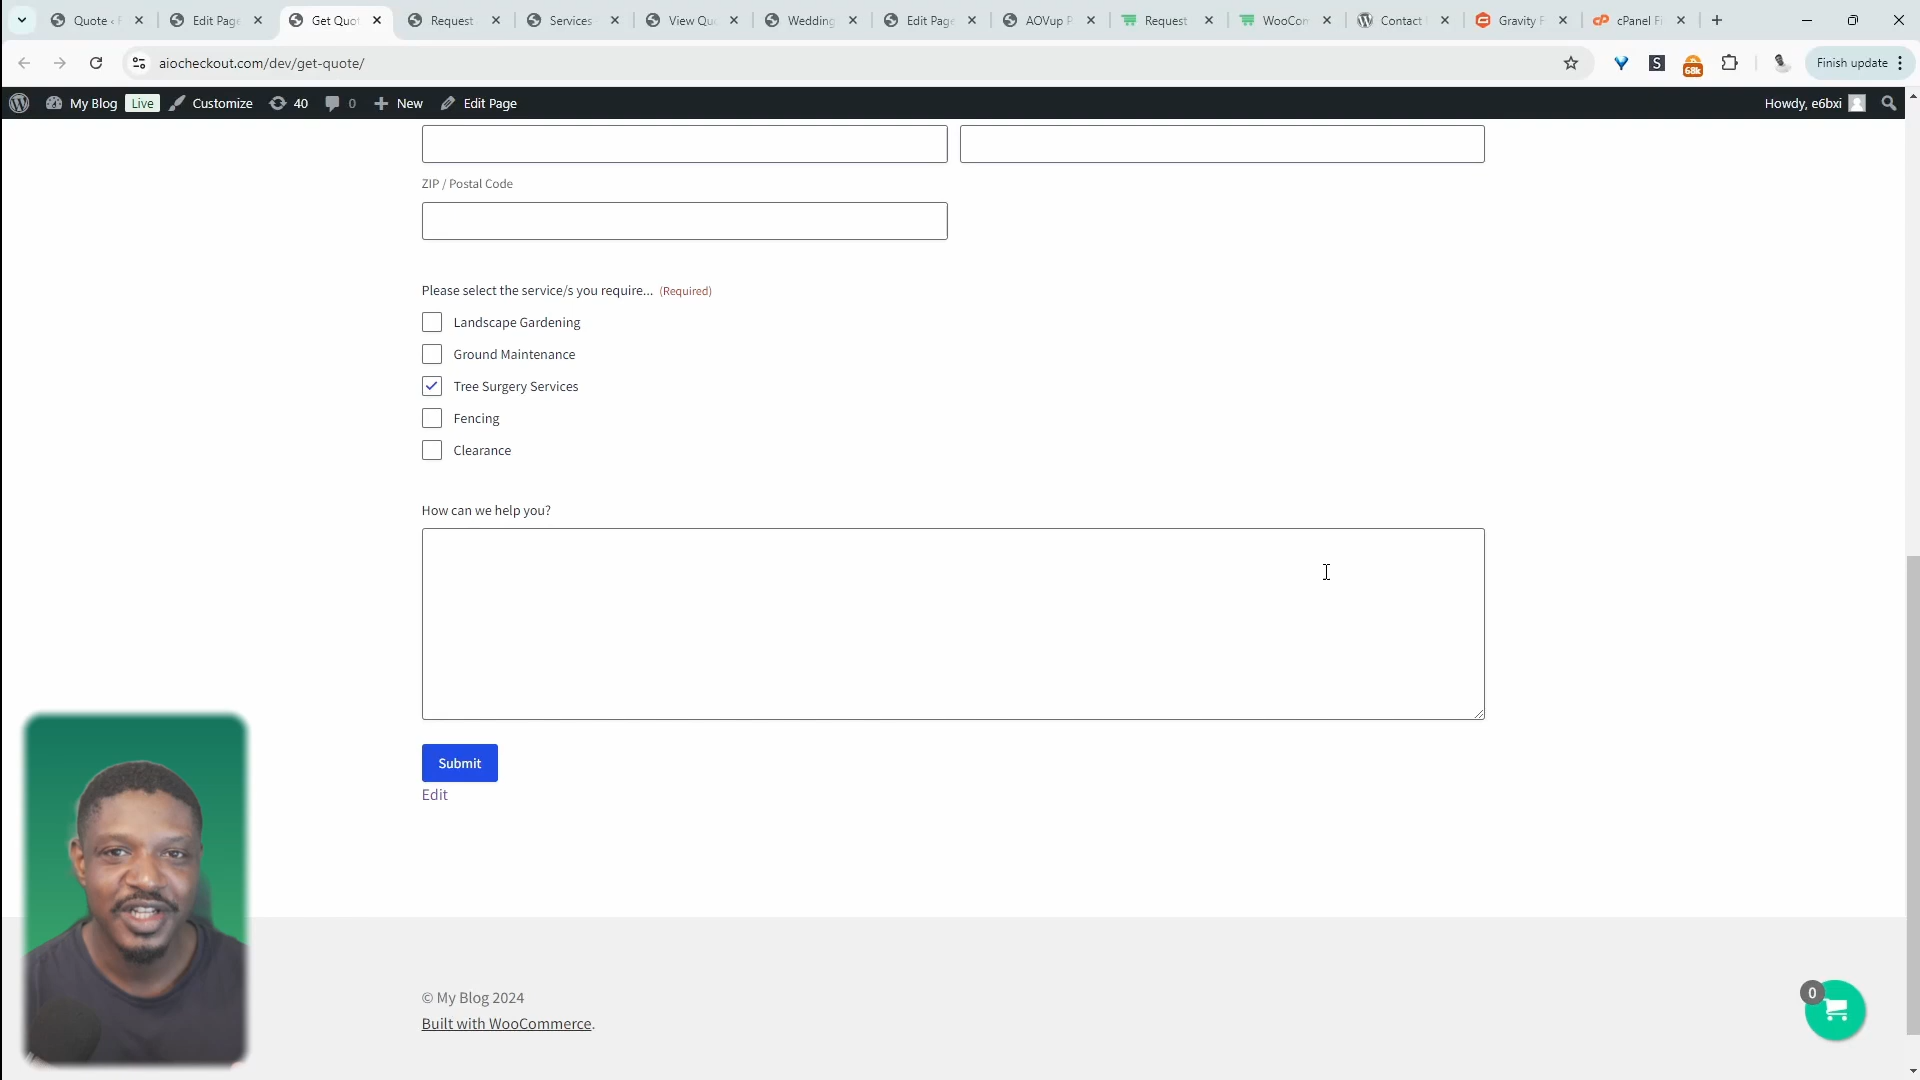 Quote ‹
Edit Page
Get Quot
Request
Services
View Qu
Wedding
Edit Page
AOVup
Request
WooCom
Contact
Gravity F
cPanel Fi
aiocheckout.com/dev/get-quote/
S
68k
Finish update
My Blog
Live
Customize
40
0
New
Edit Page
Howdy, e6bxi
ZIP / Postal Code
Please select the service/s you require... (Required)
Landscape Gardening
Ground Maintenance
Tree Surgery Services
Fencing
Clearance
How can we help you?
Submit
Edit
© My Blog 2024
Built with WooCommerce.
0